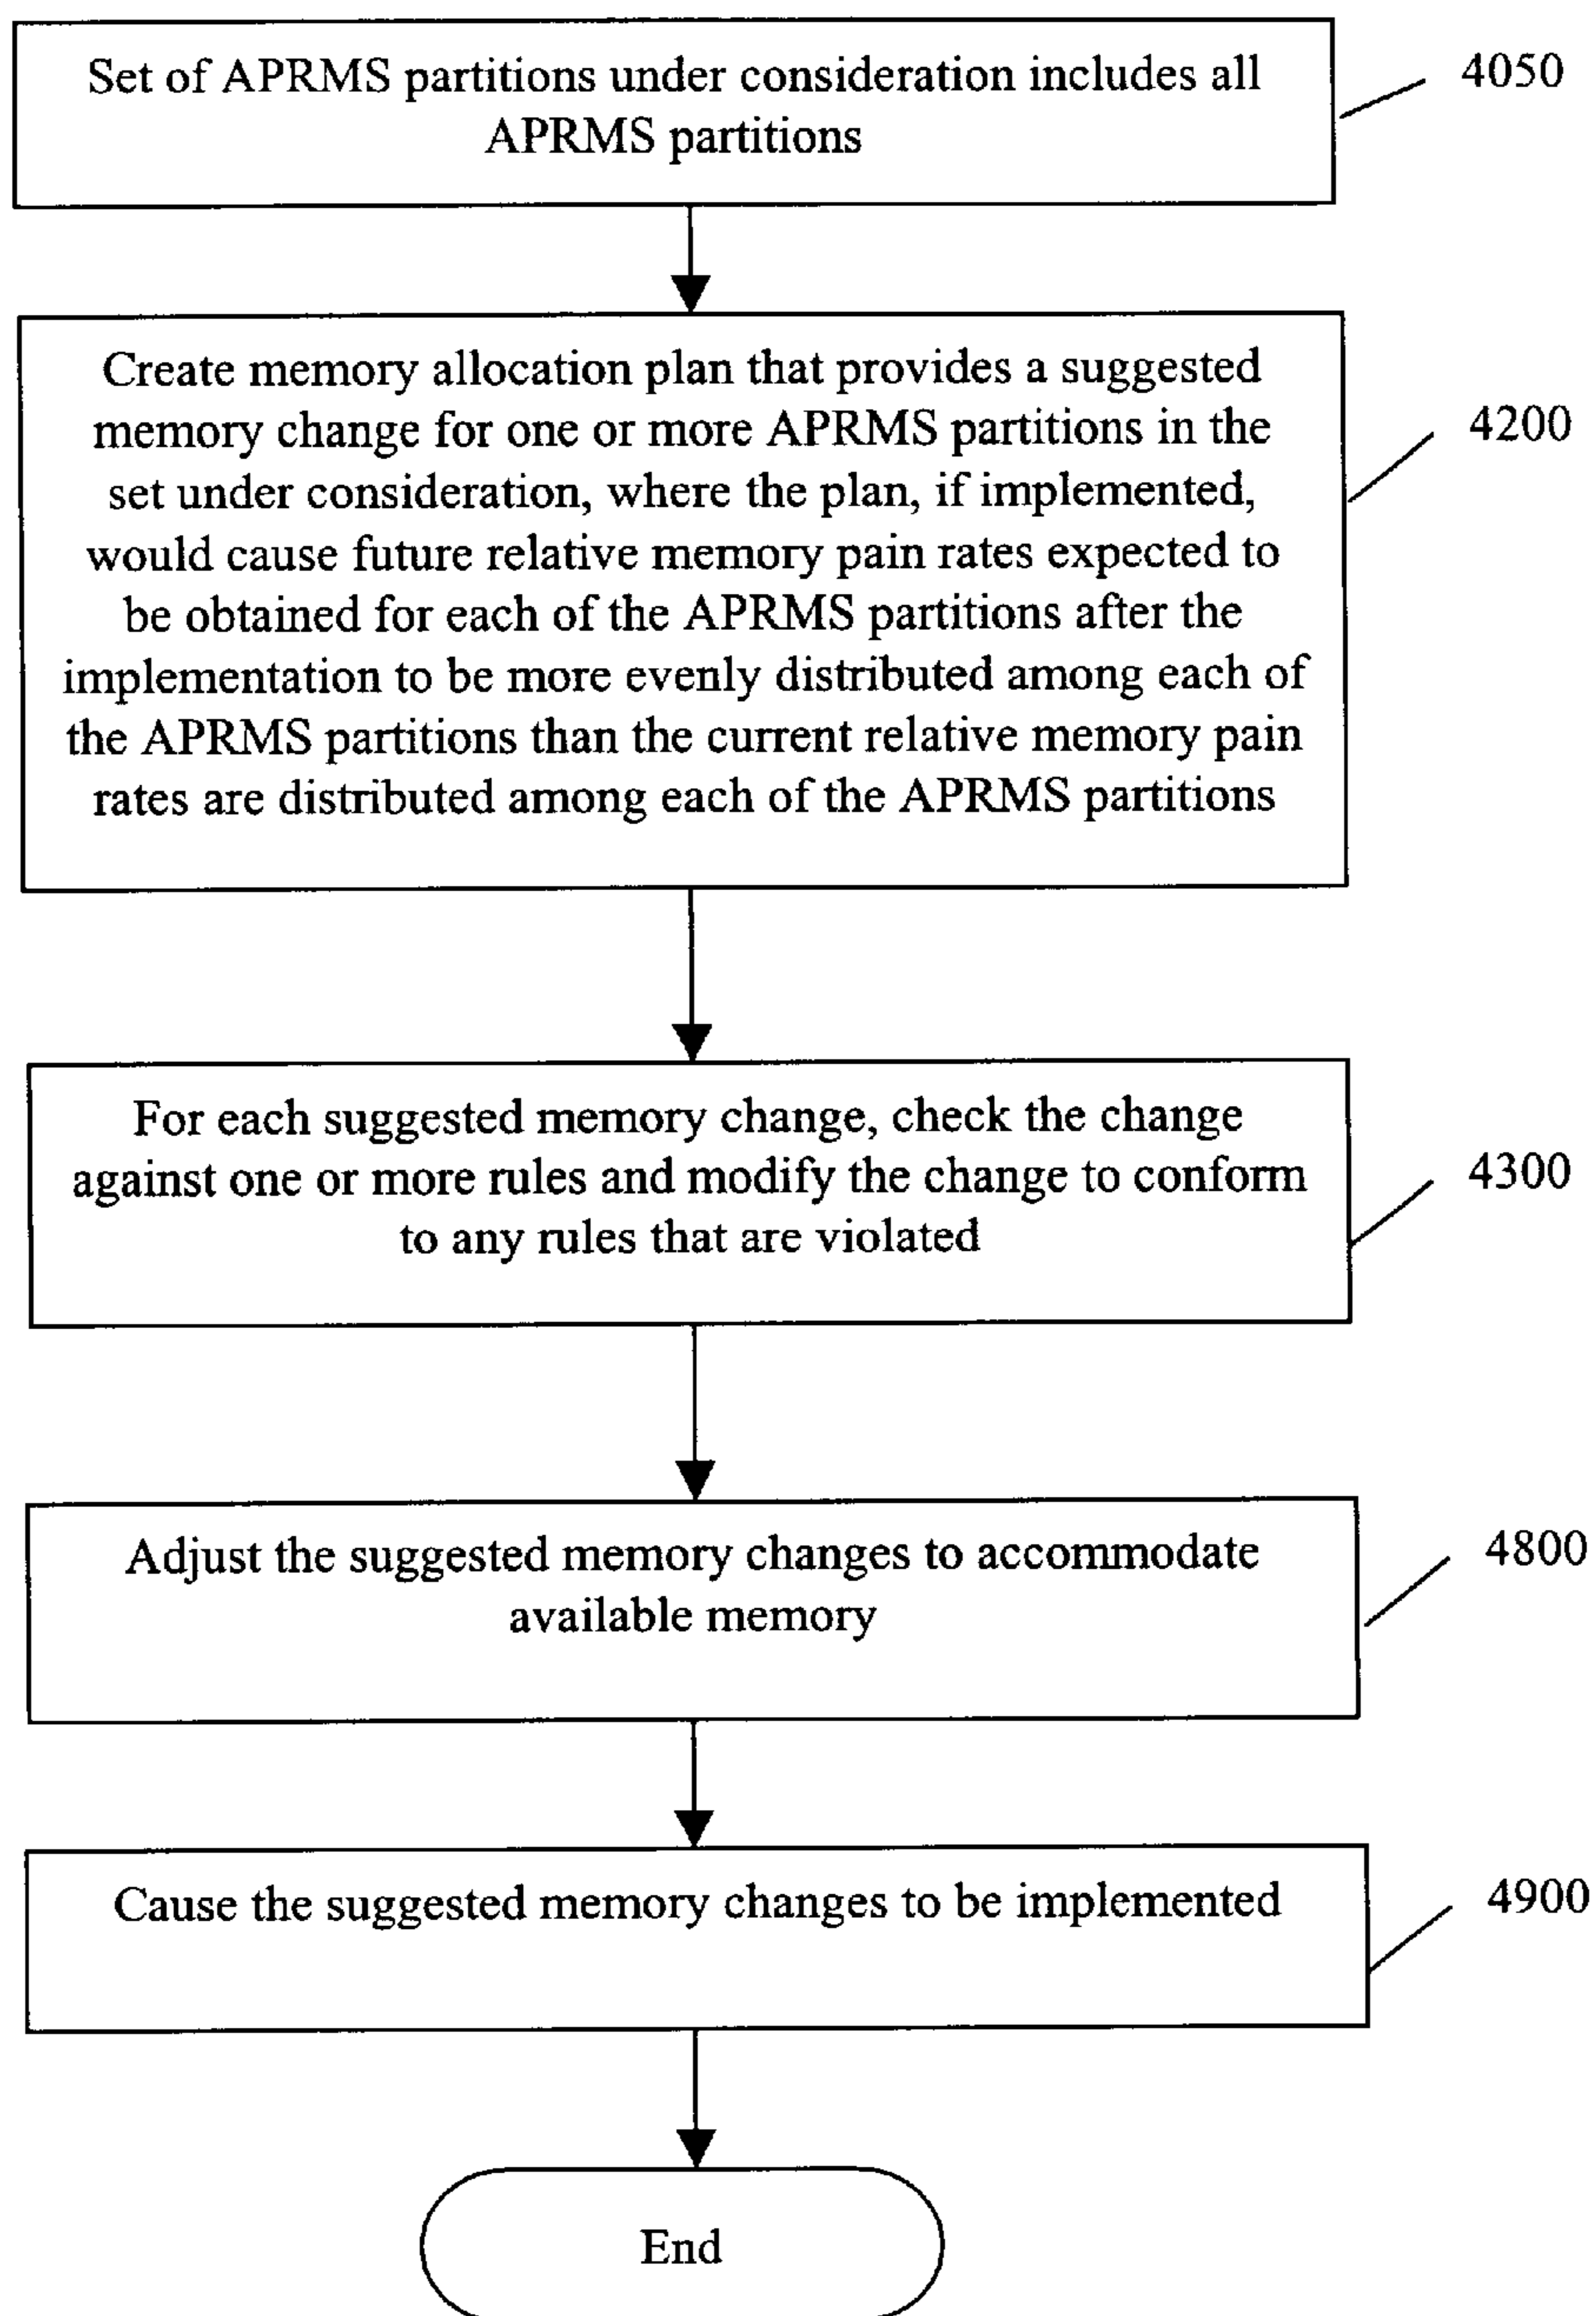 Set of APRMS partitions under consideration includes all
APRMS partitions
4050
Create memory allocation plan that provides a suggested
memory change for one or more APRMS partitions in the
set under consideration, where the plan, if implemented,
would cause future relative memory pain rates expected to
be obtained for each of the APRMS partitions after the
implementation to be more evenly distributed among each of
the APRMS partitions than the current relative memory pain
rates are distributed among each of the APRMS partitions
4200
For each suggested memory change, check the change
against one or more rules and modify the change to conform
to any rules that are violated
4300
Adjust the suggested memory changes to accommodate
available memory
4800
Cause the suggested memory changes to be implemented
4900
End